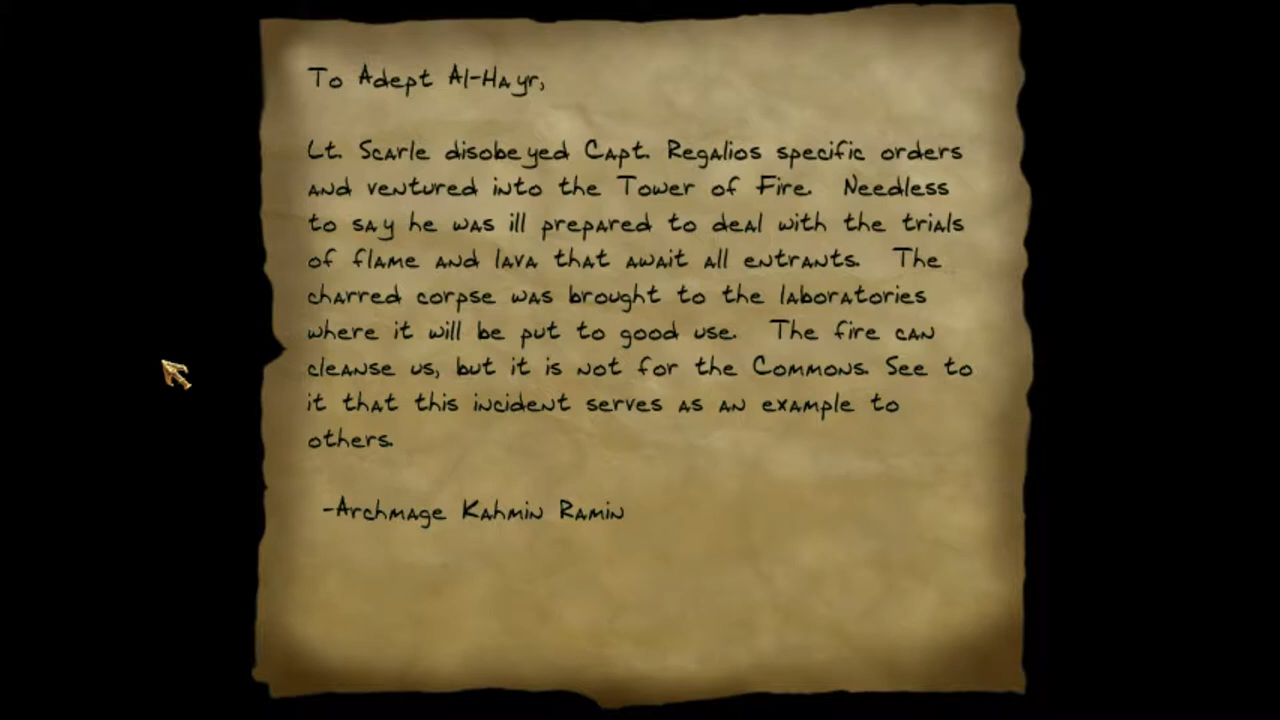 To Adept Al-Hayr,
Lt. Scarle disobeyed Capt. Regalios specific orders
and ventured into the Tower of Fire. Needless
to say he was ill prepared to deal with the trials
of flame and lava that await all entrants. The
charred corpse was brought to the laboratories
where it will be put to good use. The fire can
cleanse us, but it is not for the Commons. See to
it that this incident serves as an example to
others.
-Archmage Kahmin Ramin